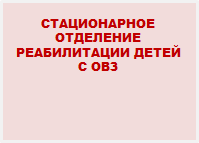 СТАЦИОНАРНОЕ
ОТДЕЛЕНИЕ
РЕАБИЛИТАЦИИ ДЕТЕЙ
С ОВЗ